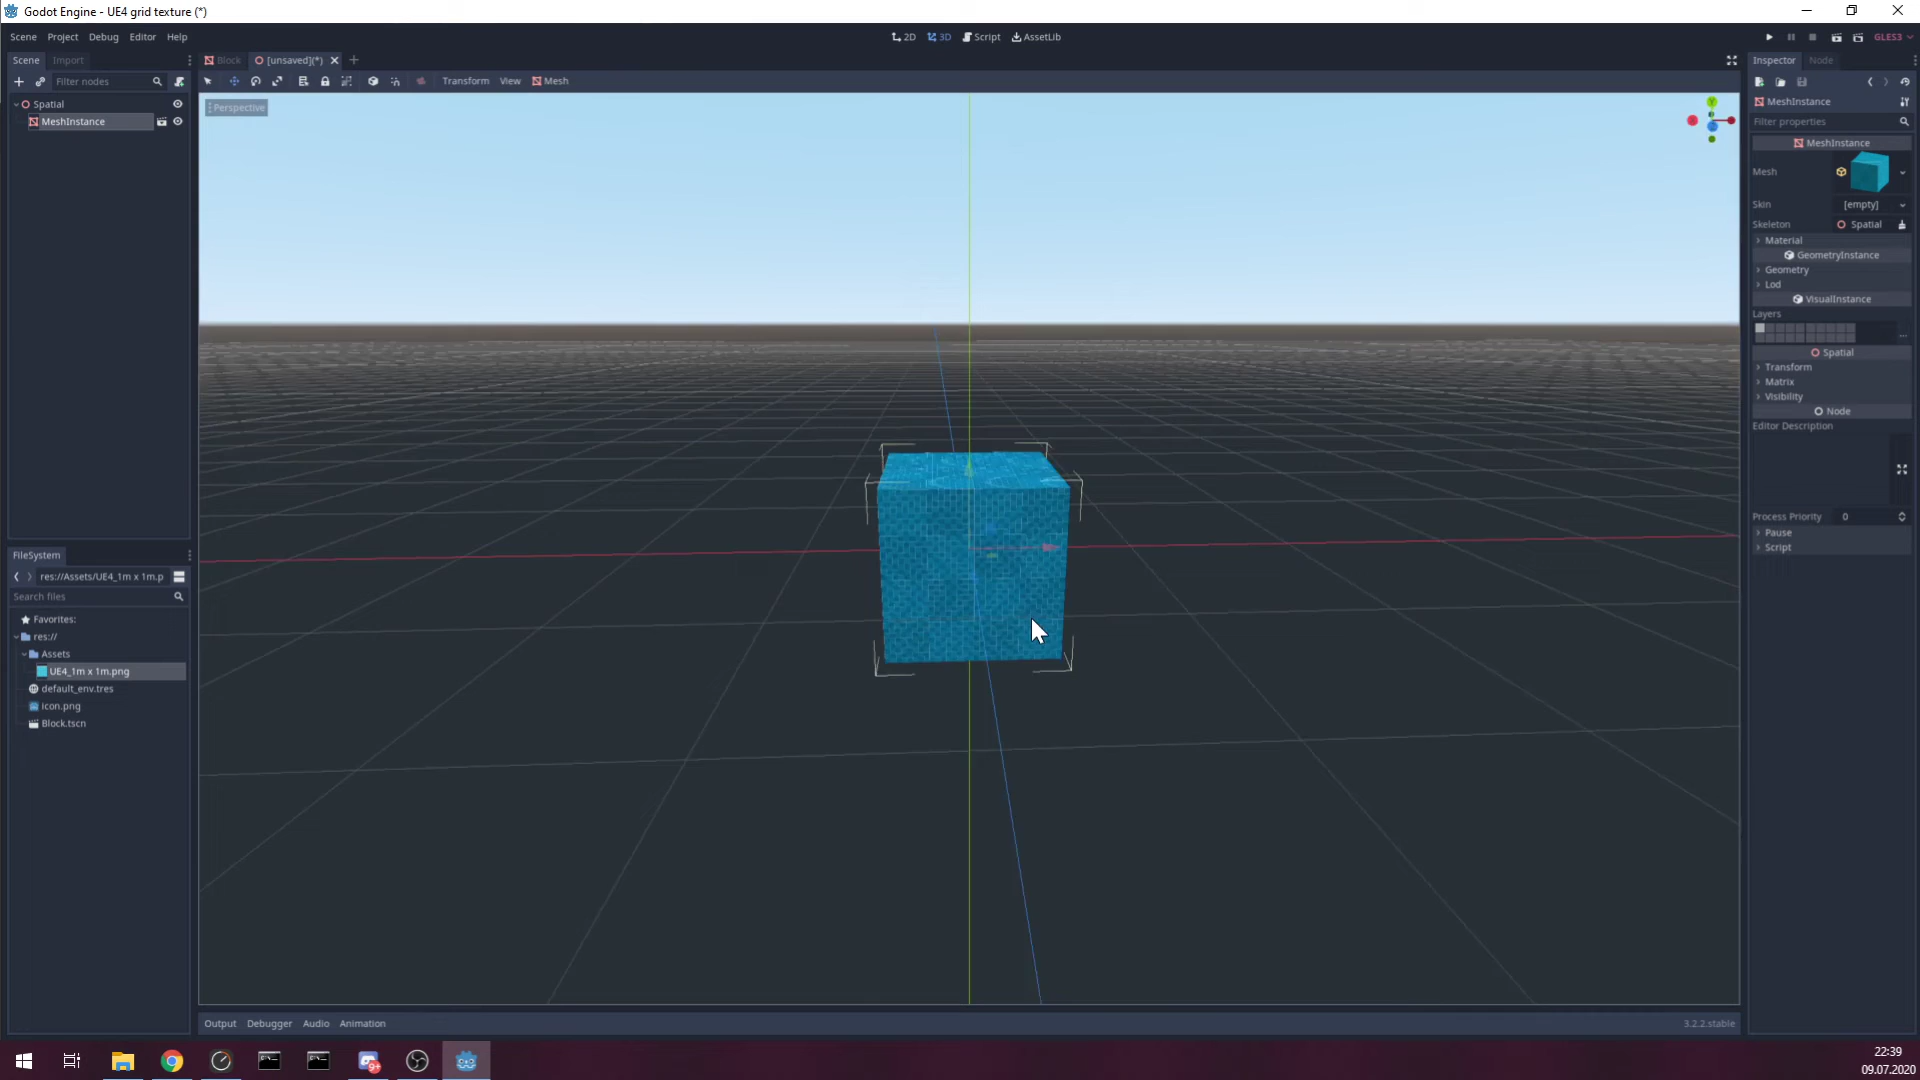 Godot Engine - UE4 grid texture (*)
Scene Project Debug Editor Help
2D 3D Script AssetLib
GLES3
Scene Import
Block [unsaved](*)
Inspector Node
Filter nodes
Transform View Mesh
Spatial
MeshInstance
Perspective
MeshInstance
Filter properties
MeshInstance
Mesh
Skin [empty]
Skeleton Spatial
Material
GeometryInstance
Geometry
Lod
VisualInstance
Layers
Spatial
Transform
Matrix
Visibility
Node
Editor Description
Process Priority 0
Pause
Script
FileSystem
res://Assets/UE4_1m x 1m.p
Search files
Favorites:
res://
Assets
UE4_1m x 1m.png
default_env.tres
icon.png
Block.tscn
Output Debugger Audio Animation
3.2.2.stable
9+
22:39
09.07.2020